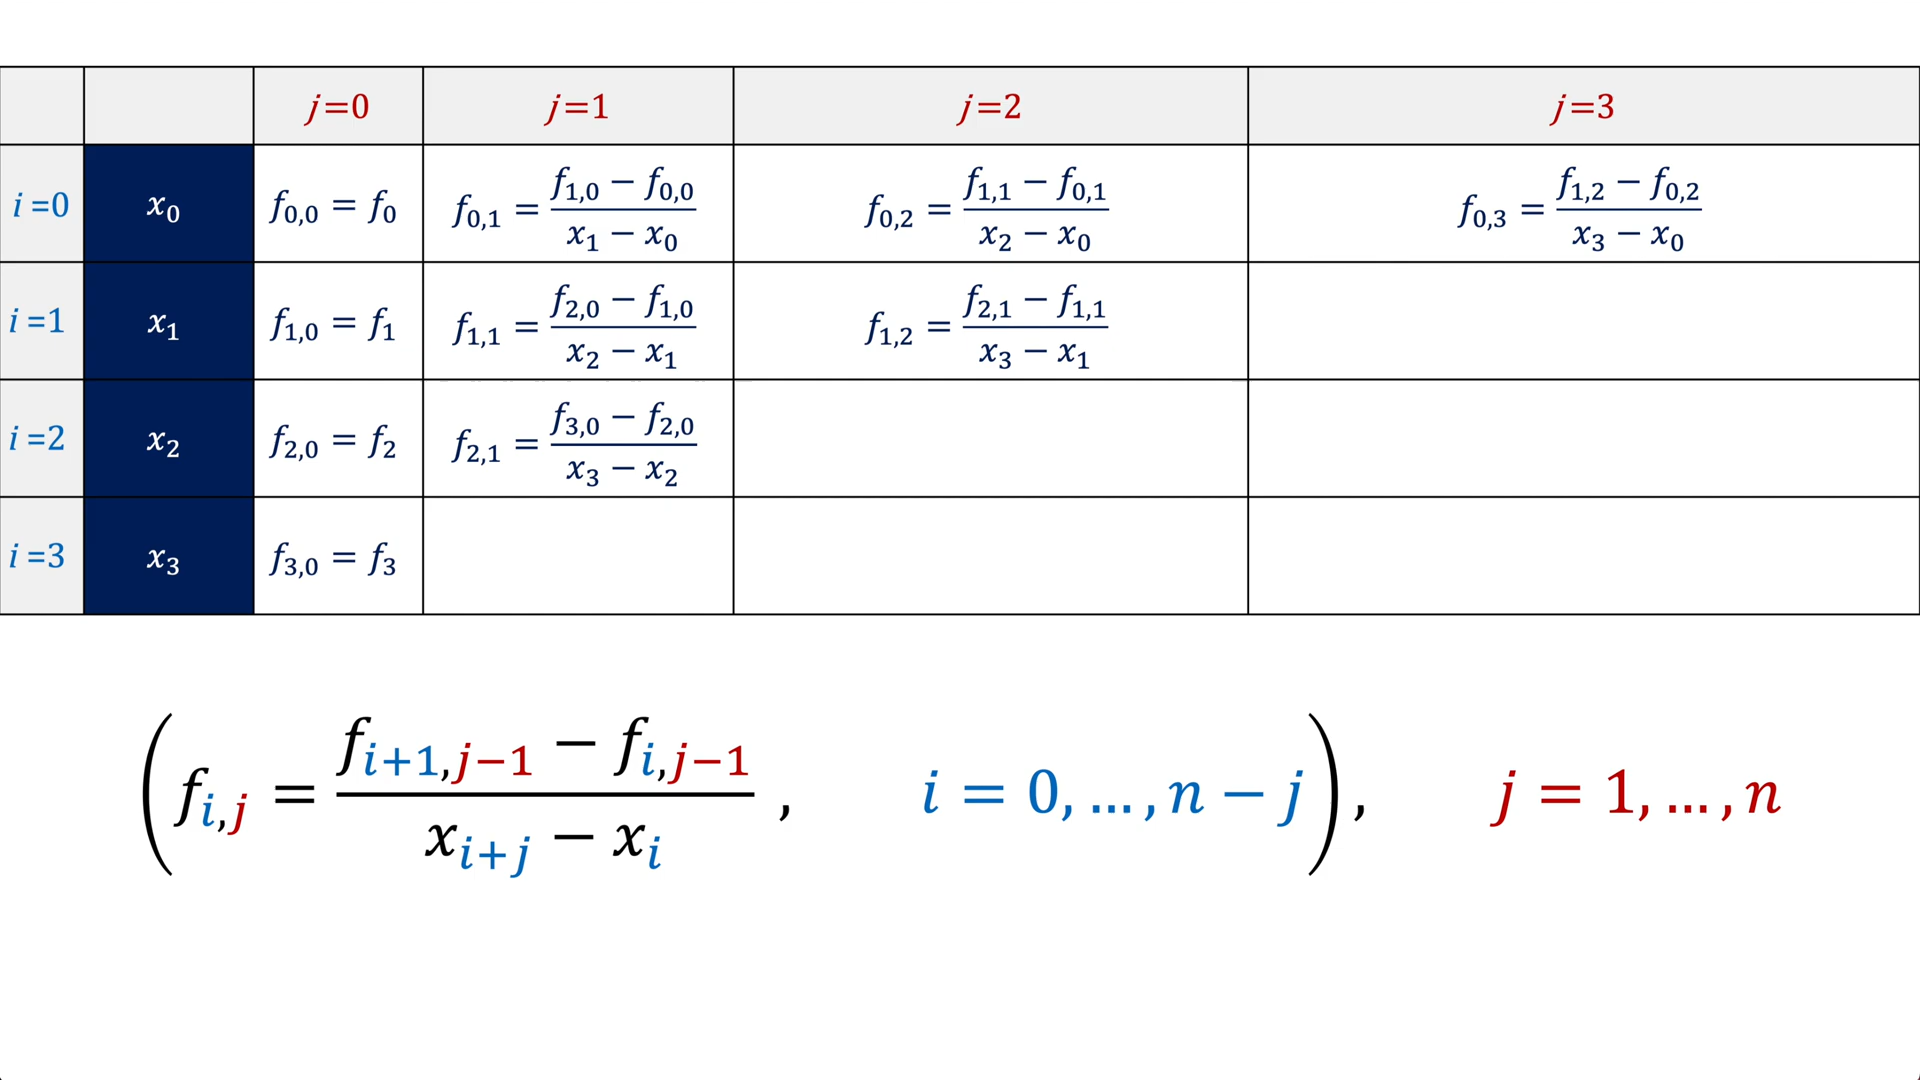 j=0 j=1 j=2 j=3
i =0 x₀ f₀,₀ = f₀ f₀,₁ = (f₁,₀ − f₀,₀)/(x₁ − x₀) f₀,₂ = (f₁,₁ − f₀,₁)/(x₂ − x₀) f₀,₃ = (f₁,₂ − f₀,₂)/(x₃ − x₀)
i =1 x₁ f₁,₀ = f₁ f₁,₁ = (f₂,₀ − f₁,₀)/(x₂ − x₁) f₁,₂ = (f₂,₁ − f₁,₁)/(x₃ − x₁)
i =2 x₂ f₂,₀ = f₂ f₂,₁ = (f₃,₀ − f₂,₀)/(x₃ − x₂)
i =3 x₃ f₃,₀ = f₃
(f_{i,j} = (f_{i+1,j−1} − f_{i,j−1})/(x_{i+j} − x_i) , i = 0, … , n − j) , j = 1, … , n